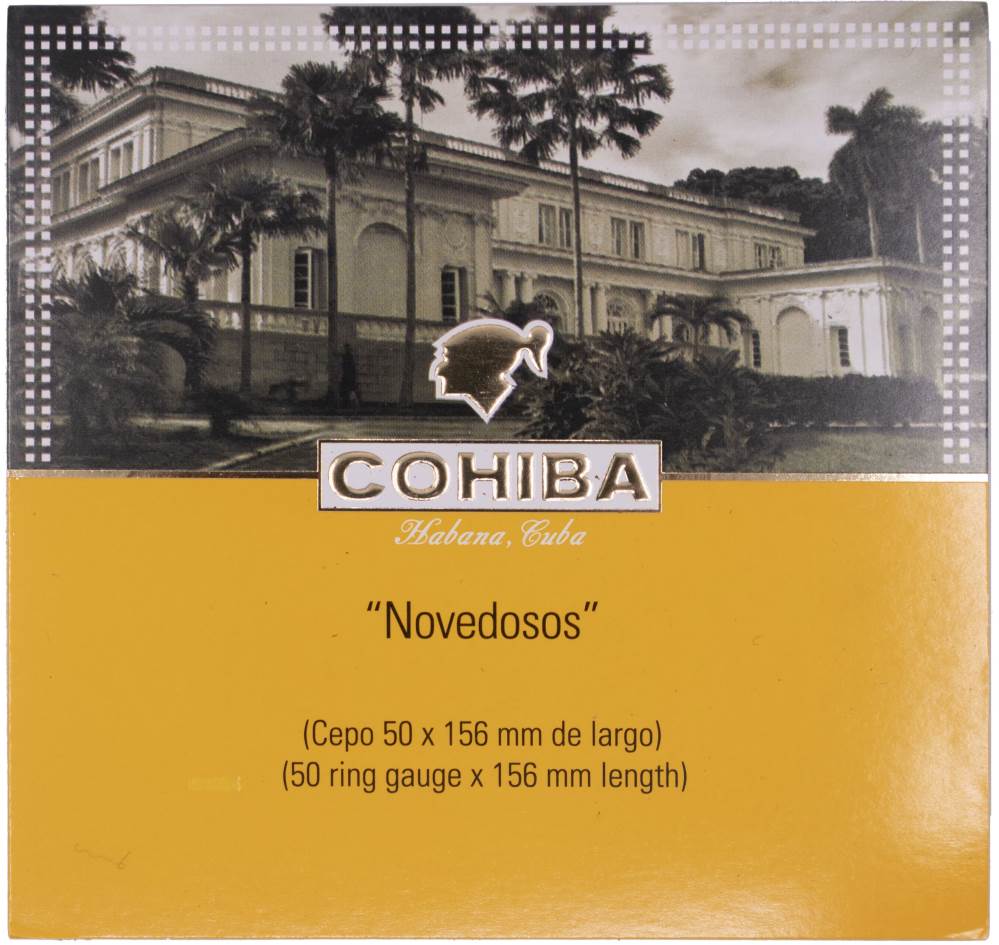 COHIBA
Habana, Cuba
“Novedosos”
(Cepo 50 x 156 mm de largo)
(50 ring gauge x 156 mm length)